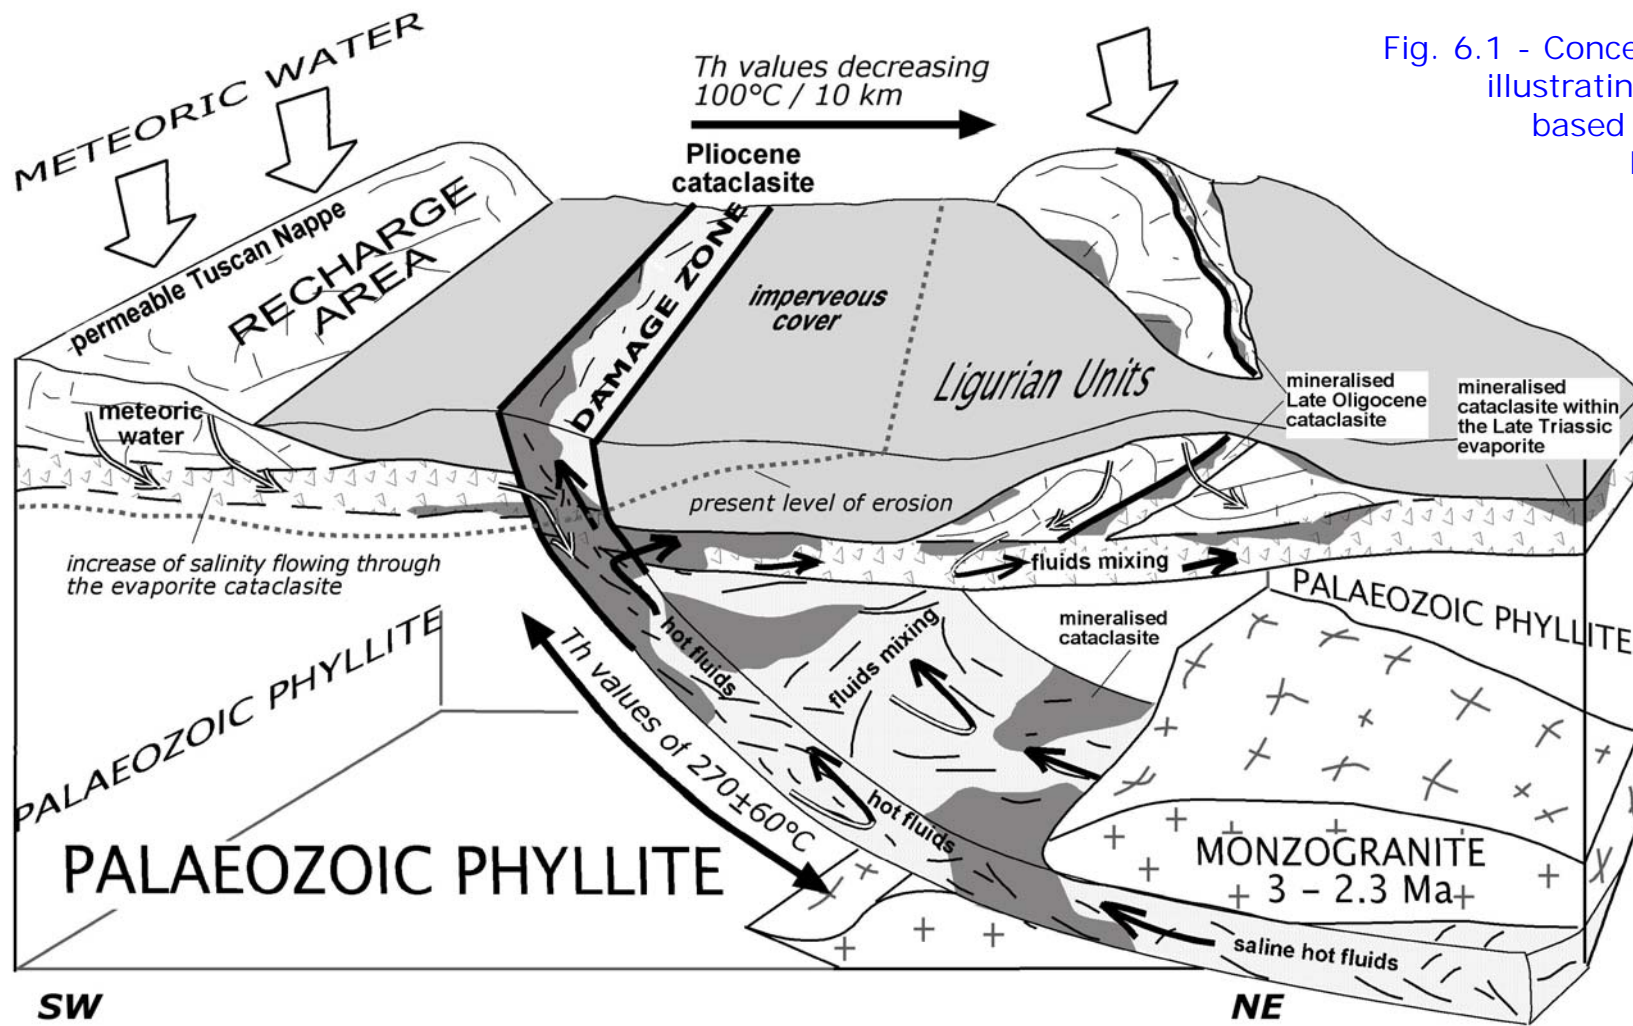 METEORIC WATER
Th values decreasing
100°C / 10 km
Fig. 6.1 - Conce
illustratin
based
Pliocene
cataclasite
permeable Tuscan Nappe
RECHARGE
AREA
DAMAGE ZONE
imperveous
cover
Ligurian Units
mineralised
Late Oligocene
cataclasite
mineralised
cataclasite within
the Late Triassic
evaporite
meteoric
water
present level of erosion
increase of salinity flowing through
the evaporite cataclasite
fluids mixing
PALAEOZOIC PHYLLITE
mineralised
cataclasite
hot fluids
fluids mixing
Th values of 270±60°C
PALAEOZOIC PHYLLITE
hot fluids
PALAEOZOIC PHYLLITE
MONZOGRANITE
3 – 2.3 Ma
saline hot fluids
SW
NE